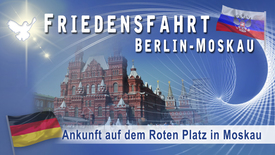 Friedensfahrt
Berlin-Moskau
Ankunft auf dem Roten Platz in Moskau